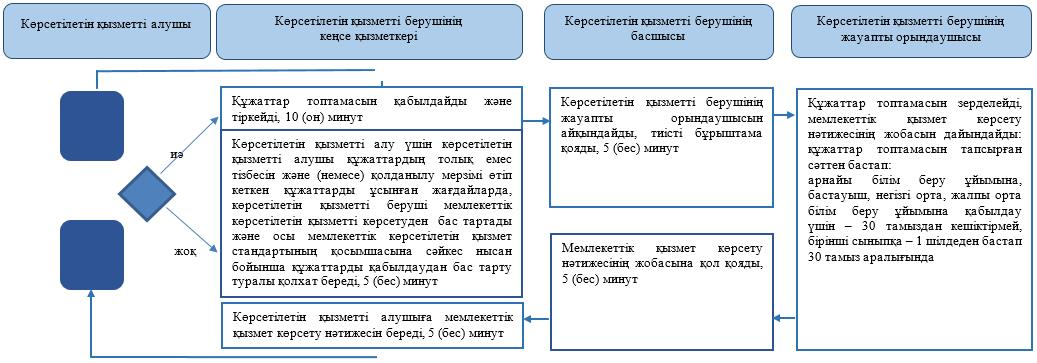 Көрсетілетін қызметті алушы
Көрсетілетін қызметті берушінің
кеңсе қызметкері
Көрсетілетін қызметті берушінің
басшысы
Көрсетілетін қызметті берушінің
жауапты орындаушысы
иә
жоқ
Құжаттар топтамасын қабылдайды және
тіркейді, 10 (он) минут
Көрсетілетін қызметті алу үшін көрсетілетін
қызметті алушы құжаттардың толық емес
тізбесін және (немесе) қолданылу мерзімі өтіп
кеткен құжаттарды ұсынған жағдайларда,
көрсетілетін қызметті беруші мемлекеттік
көрсетілетін қызметті көрсетуден бас тартады
және осы мемлекеттік көрсетілетін қызмет
стандартының қосымшасына сәйкес нысан
бойынша құжаттарды қабылдаудан бас тарту
туралы қолхат береді, 5 (бес) минут
Көрсетілетін қызметті алушыға мемлекеттік
қызмет көрсету нәтижесін береді, 5 (бес) минут
Көрсетілетін қызметті берушінің
жауапты орындаушысын
айқындайды, тиісті бұрыштама
қояды, 5 (бес) минут
Мемлекеттік қызмет көрсету
нәтижесінің жобасына қол қояды,
5 (бес) минут
Құжаттар топтамасын зерделейді,
мемлекеттік қызмет көрсету
нәтижесінің жобасын дайындайды:
құжаттар топтамасын тапсырған
сәттен бастап:
арнайы білім беру ұйымына,
бастауыш, негізгі орта, жалпы орта
білім беру ұйымына қабылдау
үшін – 30 тамыздан кешіктірмей,
бірінші сыныпқа – 1 шілдеден бастап
30 тамыз аралығында